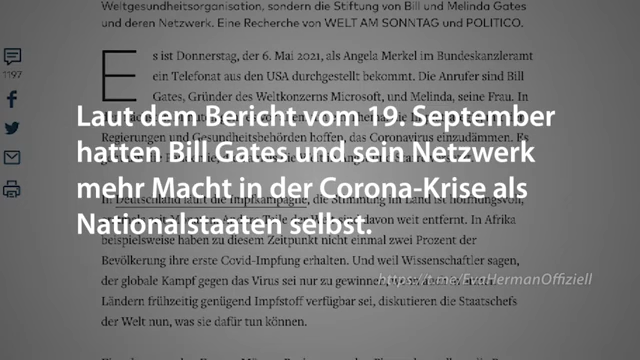 Weltgesundheitsorganisation, sondern die Stiftung von Bill und Melinda Gates
und deren Netzwerk. Eine Recherche von WELT AM SONNTAG und POLITICO.
Es ist Donnerstag, der 6. Mai 2021, als Angela Merkel im Bundeskanzleramt
ein Telefonat aus den USA durchgestellt bekommt. Die Anrufer sind Bill
1197
Gates, Gründer des Weltkonzerns Microsoft, und Melinda, seine Frau. In
Laut dem Bericht vom 19. September
Regierungen und Gesundheitsbehörden hoffen, das Coronavirus einzudämmen. Es
hatten Bill Gates und sein Netzwerk
mehr Macht in der Corona-Krise als
In Deutschland läuft die Impfkampagne, die Stimmung im Land ist hoffnungsvoll,
Nationalstaaten selbst.
davon weit entfernt. In Afrika
beispielsweise haben zu diesem Zeitpunkt nicht einmal zwei Prozent der
Bevölkerung ihre erste Covid-Impfung erhalten. Und weil Wissenschaftler sagen,
der globale Kampf gegen das Virus sei nur zu gewinnen,
https://t.me/EvaHermanOffiziell
Ländern frühzeitig genügend Impfstoff verfügbar sei, diskutieren die Staatschefs
der Welt nun, was sie dafür tun können.